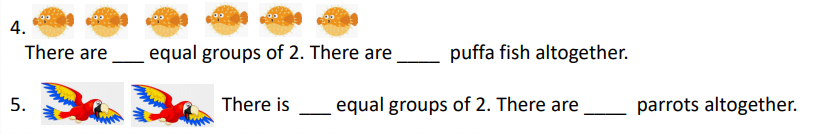 4.
There are ___ equal groups of 2. There are ____ puffa fish altogether.
5. There is ___ equal groups of 2. There are ____ parrots altogether.